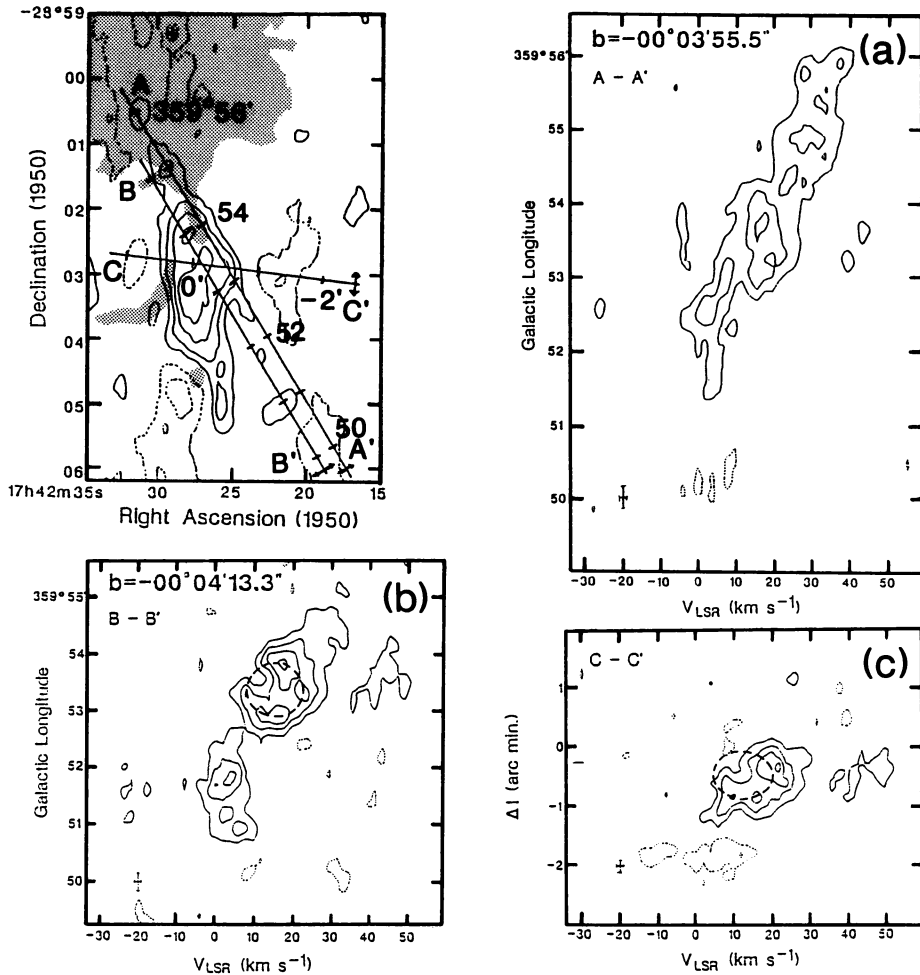 -28°59
00
01
02
03
04
05
06
Declination (1950)
17h42m35s
30
25
20
15
Right Ascension (1950)
A
359°56'
B
54
C
0'
-2'
C'
52
50
A'
B'
b=-00°03'55.5"
(a)
A - A'
359°56'
55
54
53
52
51
50
Galactic Longitude
-30
-20
-10
0
10
20
30
40
50
V LSR (km s⁻¹)
b=-00°04'13.3"
(b)
B - B'
359°55'
54
53
52
51
50
Galactic Longitude
-30
-20
-10
0
10
20
30
40
50
V LSR (km s⁻¹)
C - C'
(c)
1
0
-1
-2
Δl (arc min.)
-30
-20
-10
0
10
20
30
40
50
V LSR (km s⁻¹)